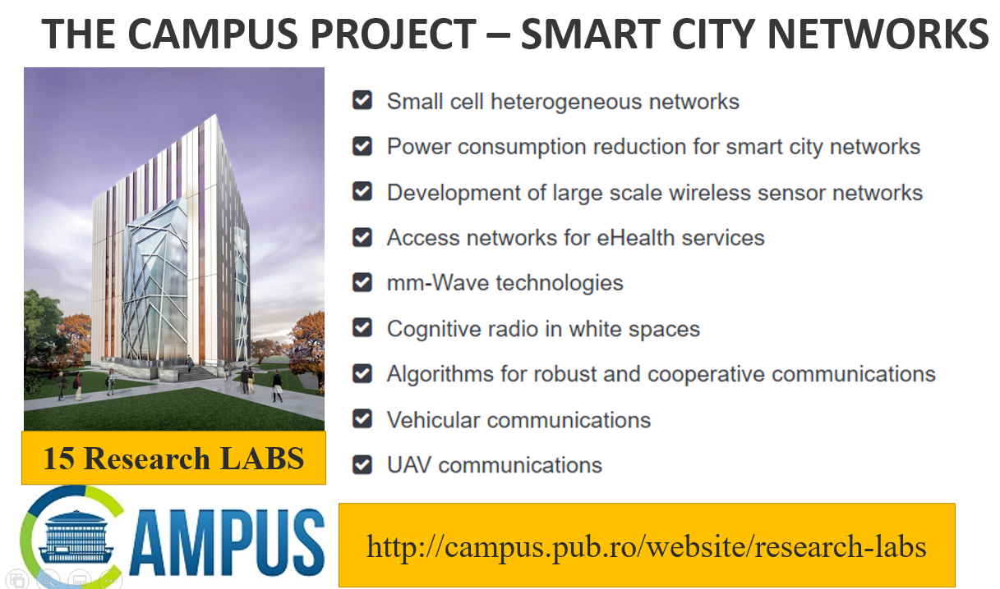 THE CAMPUS PROJECT – SMART CITY NETWORKS
Small cell heterogeneous networks
Power consumption reduction for smart city networks
Development of large scale wireless sensor networks
Access networks for eHealth services
mm-Wave technologies
Cognitive radio in white spaces
Algorithms for robust and cooperative communications
Vehicular communications
UAV communications
15 Research LABS
CAMPUS
http://campus.pub.ro/website/research-labs